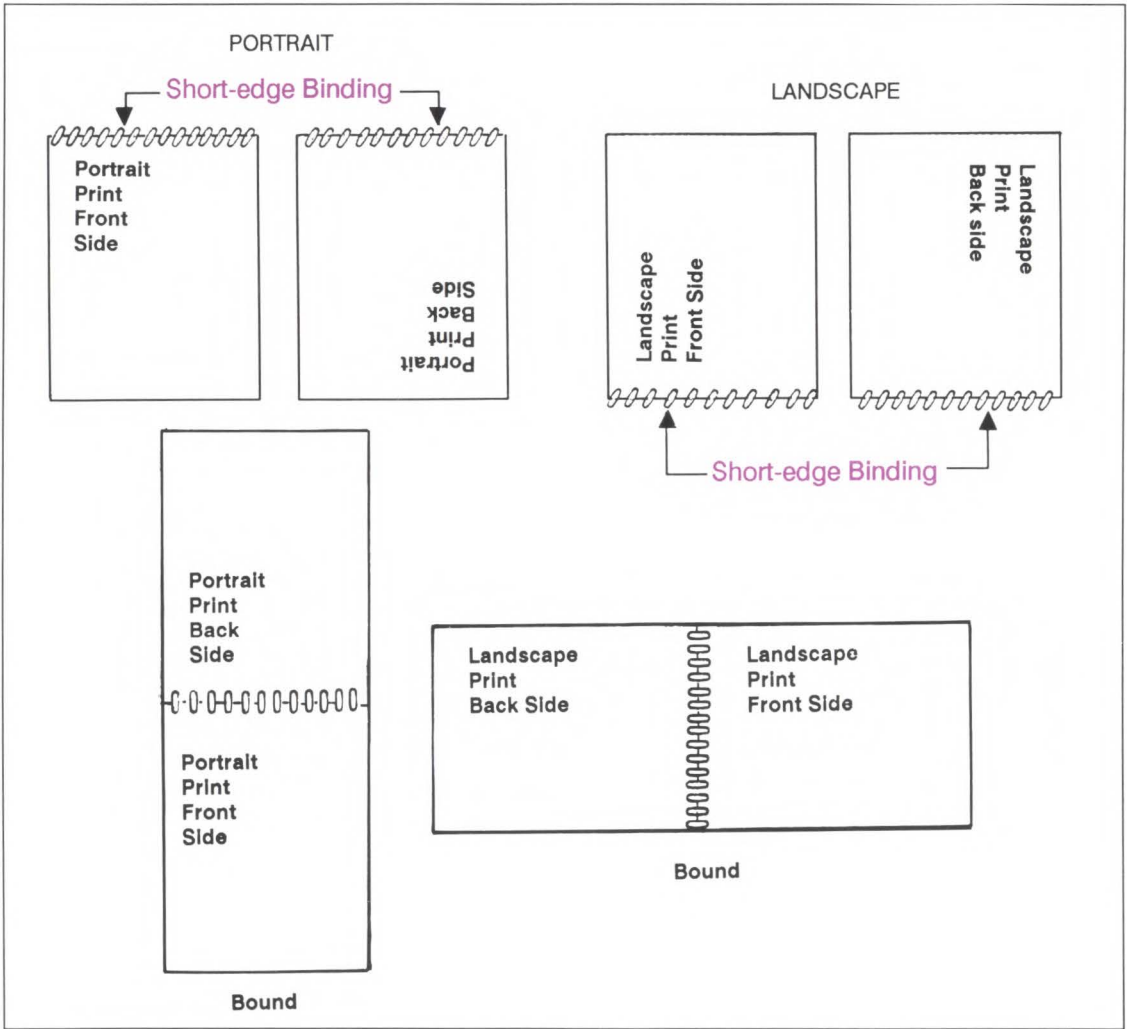 PORTRAIT
Short-edge Binding
Portrait
Print
Front
Side
Portrait
Print
Back
Side
LANDSCAPE
Landscape
Print
Front Side
Landscape
Print
Back side
Short-edge Binding
Portrait
Print
Back
Side
Portrait
Print
Front
Side
Bound
Landscape
Print
Back Side
Landscape
Print
Front Side
Bound